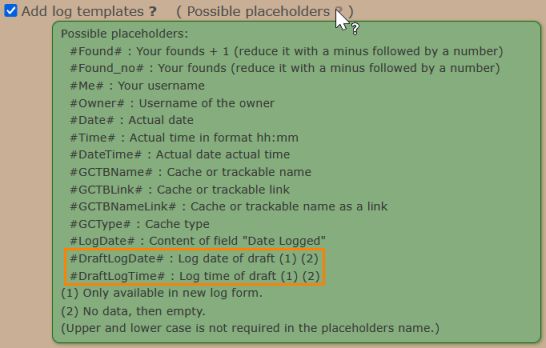 Add log templates ? ( Possible placeholders ? )
?
Possible placeholders:
#Found# : Your founds + 1 (reduce it with a minus followed by a number)
#Found_no# : Your founds (reduce it with a minus followed by a number)
#Me# : Your username
#Owner# : Username of the owner
#Date# : Actual date
#Time# : Actual time in format hh:mm
#DateTime# : Actual date actual time
#GCTBName# : Cache or trackable name
#GCTBLink# : Cache or trackable link
#GCTBNameLink# : Cache or trackable name as a link
#GCType# : Cache type
#LogDate# : Content of field "Date Logged"
#DraftLogDate# : Log date of draft (1) (2)
#DraftLogTime# : Log time of draft (1) (2)
(1) Only available in new log form.
(2) No data, then empty.
(Upper and lower case is not required in the placeholders name.)